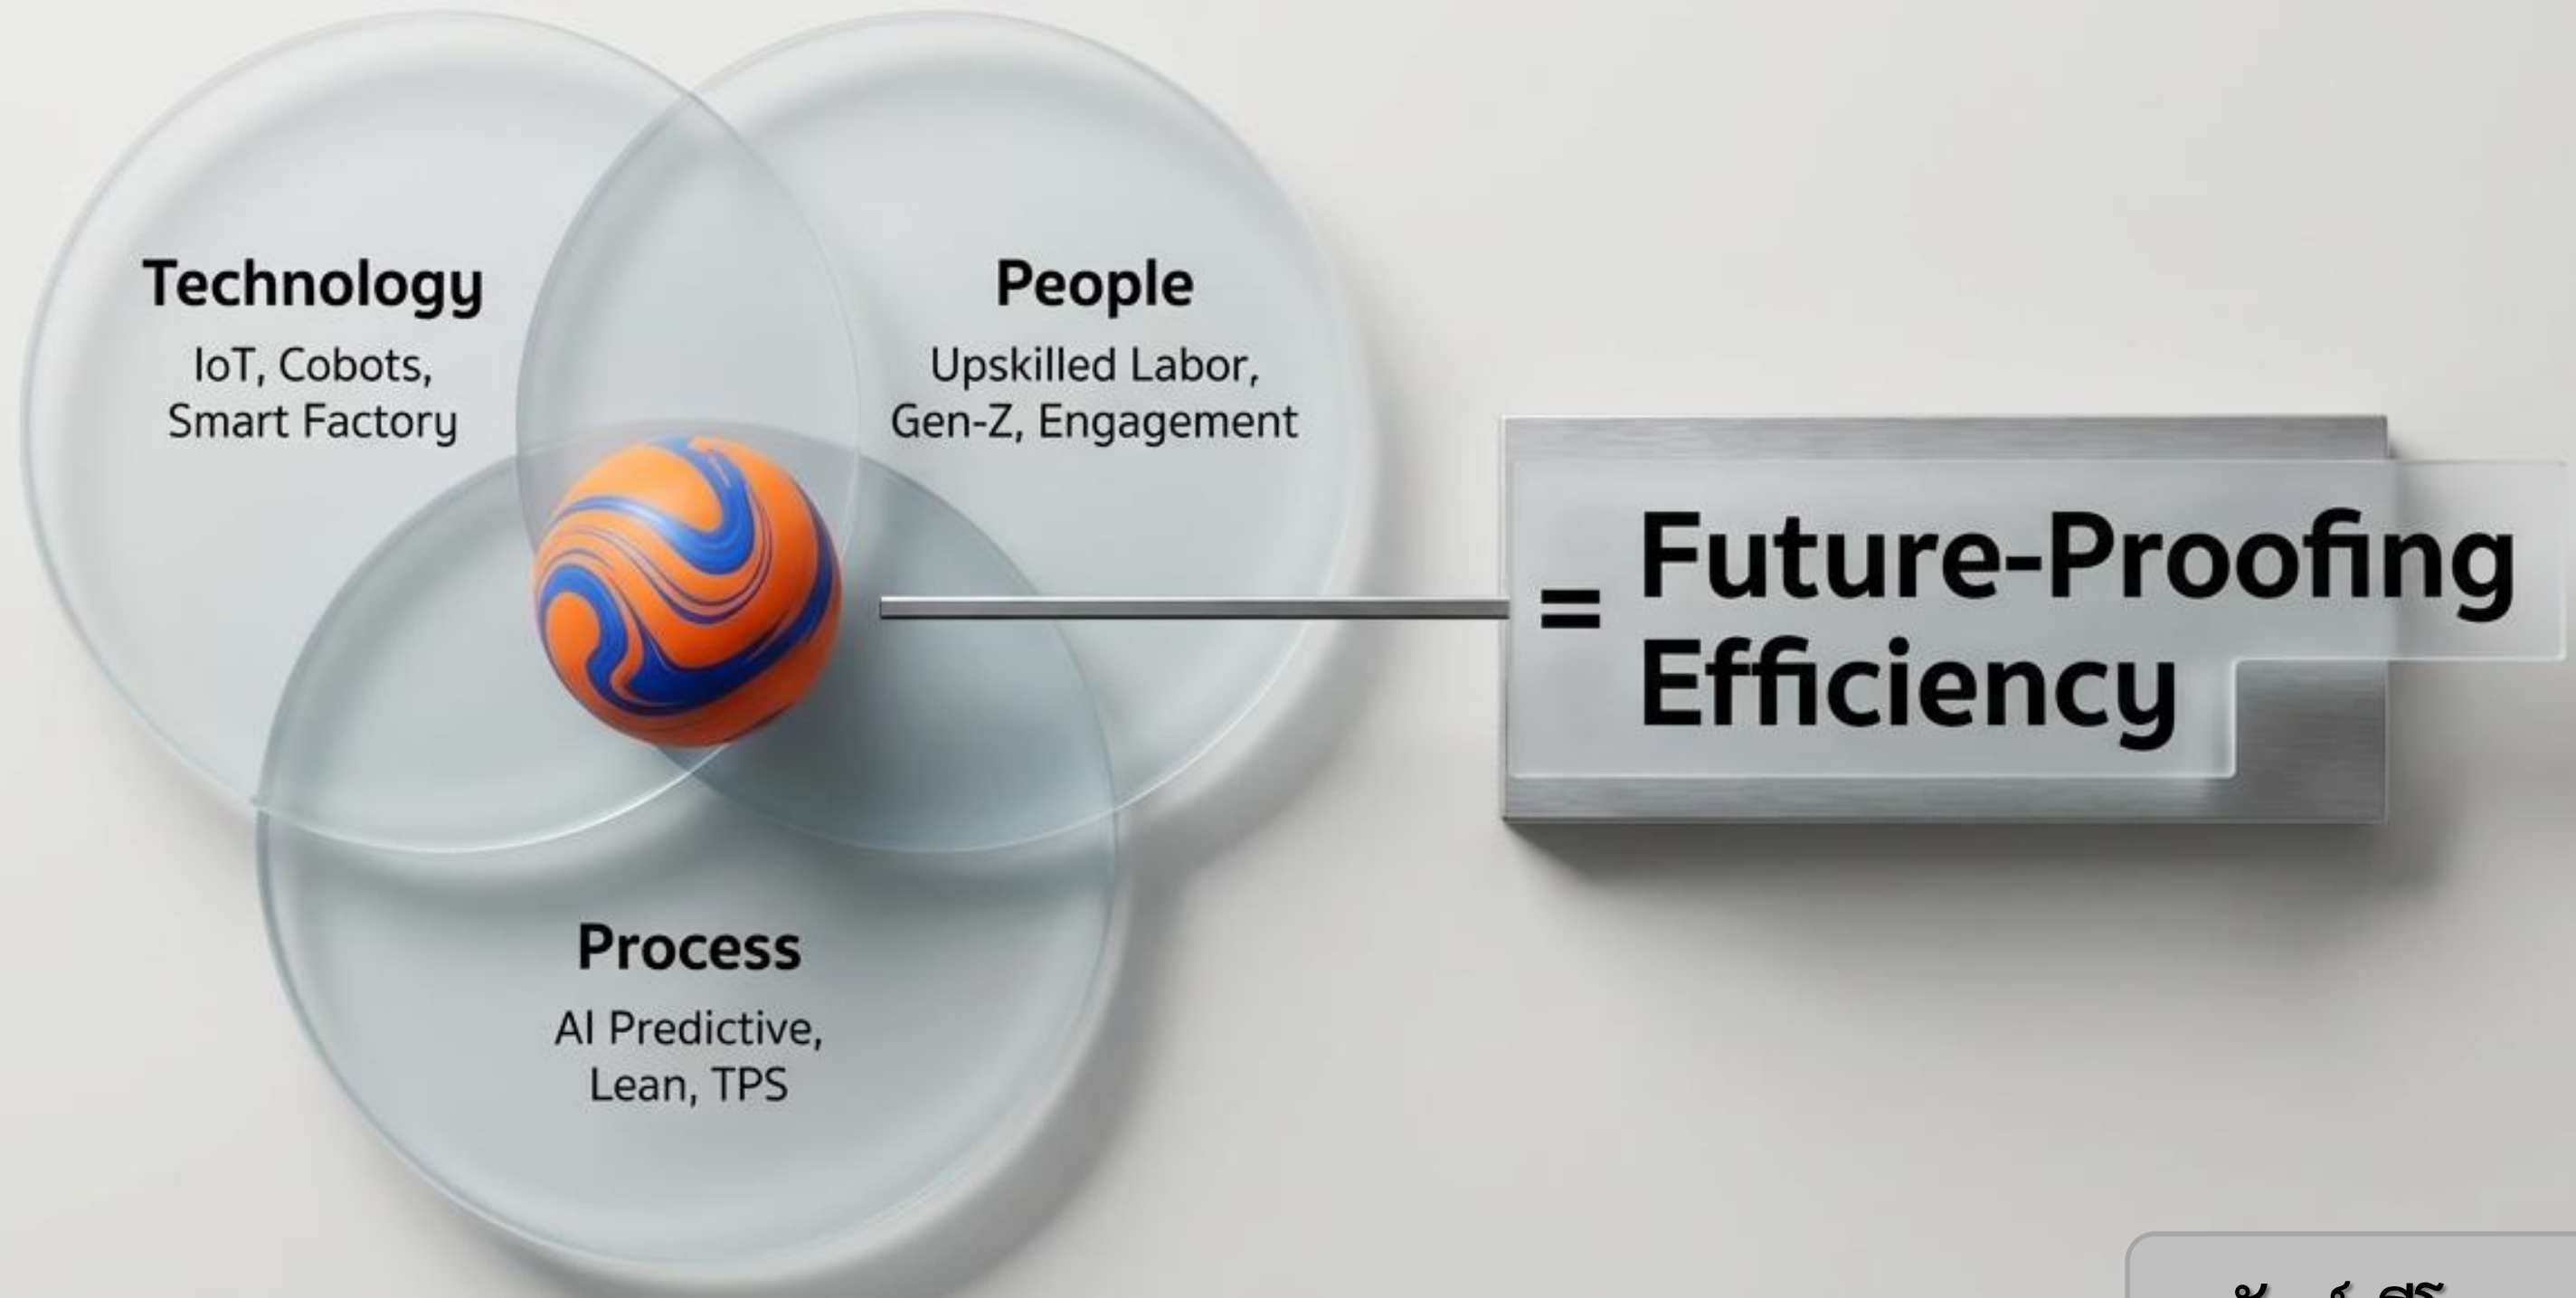 Technology
IoT, Cobots,
Smart Factory
People
Upskilled Labor,
Gen-Z, Engagement
Process
AI Predictive,
Lean, TPS
= Future-Proofing
Efficiency